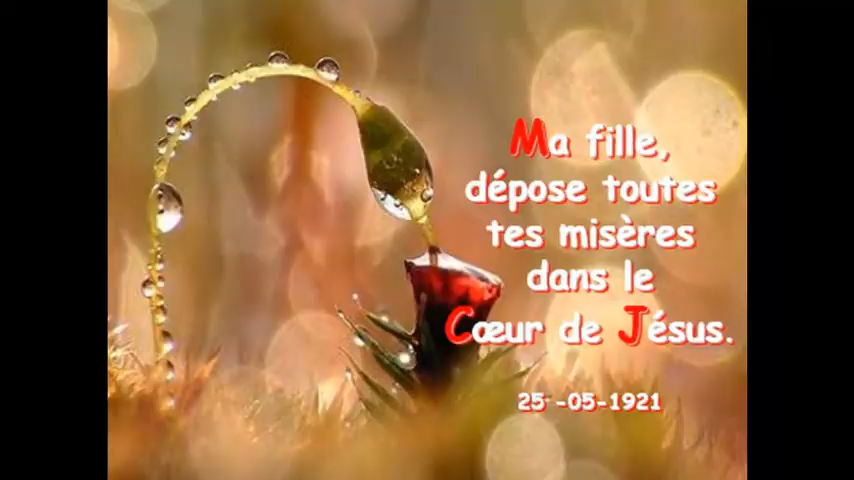 Ma fille,
dépose toutes
tes misères
dans le
Cœur de Jésus.
25 -05-1921